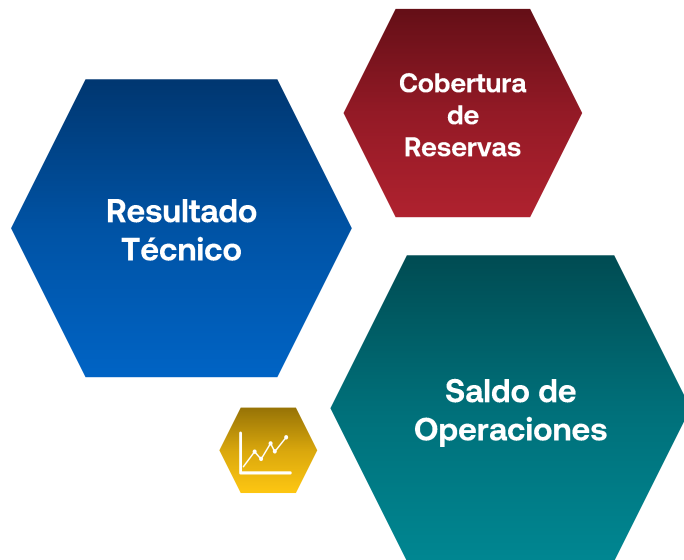 Cobertura
de
Reservas
Resultado
Técnico
Saldo de
Operaciones